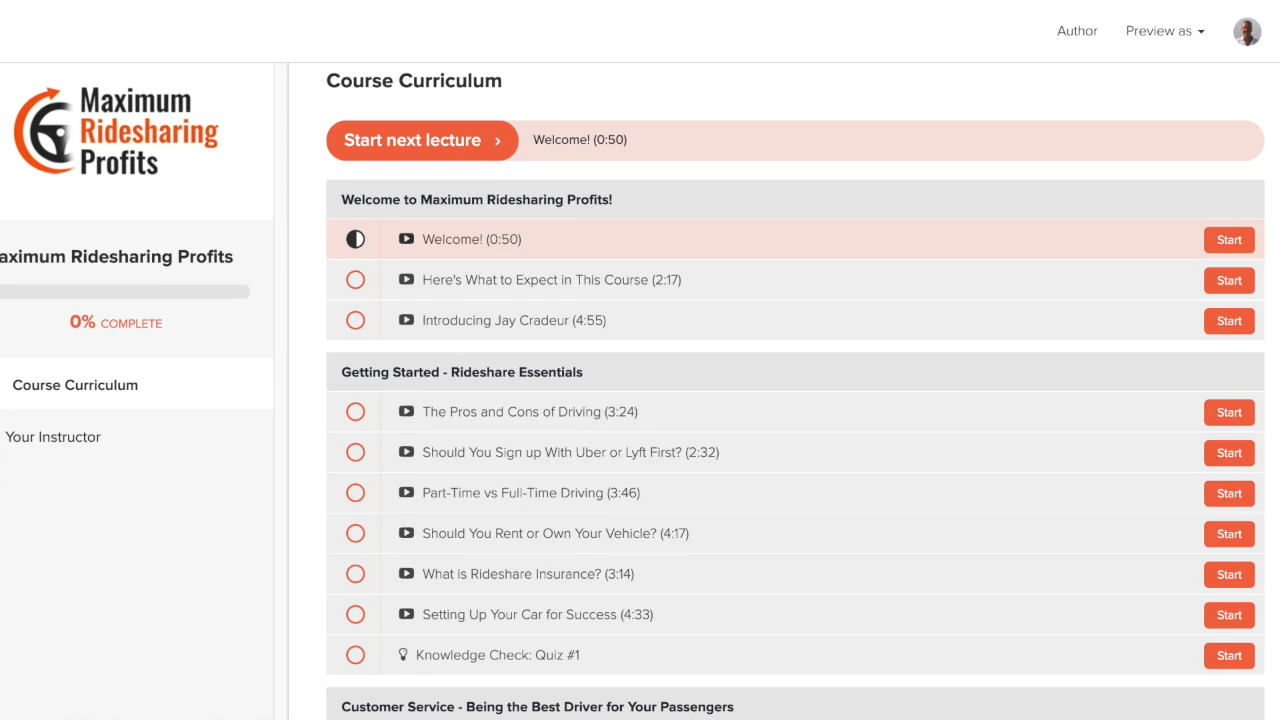 Author
Preview as
Maximum
Ridesharing
Profits
aximum Ridesharing Profits
0% COMPLETE
Course Curriculum
Your Instructor
Course Curriculum
Start next lecture ›
Welcome! (0:50)
Welcome to Maximum Ridesharing Profits!
Welcome! (0:50) Start
Here's What to Expect in This Course (2:17) Start
Introducing Jay Cradeur (4:55) Start
Getting Started - Rideshare Essentials
The Pros and Cons of Driving (3:24) Start
Should You Sign up With Uber or Lyft First? (2:32) Start
Part-Time vs Full-Time Driving (3:46) Start
Should You Rent or Own Your Vehicle? (4:17) Start
What is Rideshare Insurance? (3:14) Start
Setting Up Your Car for Success (4:33) Start
Knowledge Check: Quiz #1 Start
Customer Service - Being the Best Driver for Your Passengers